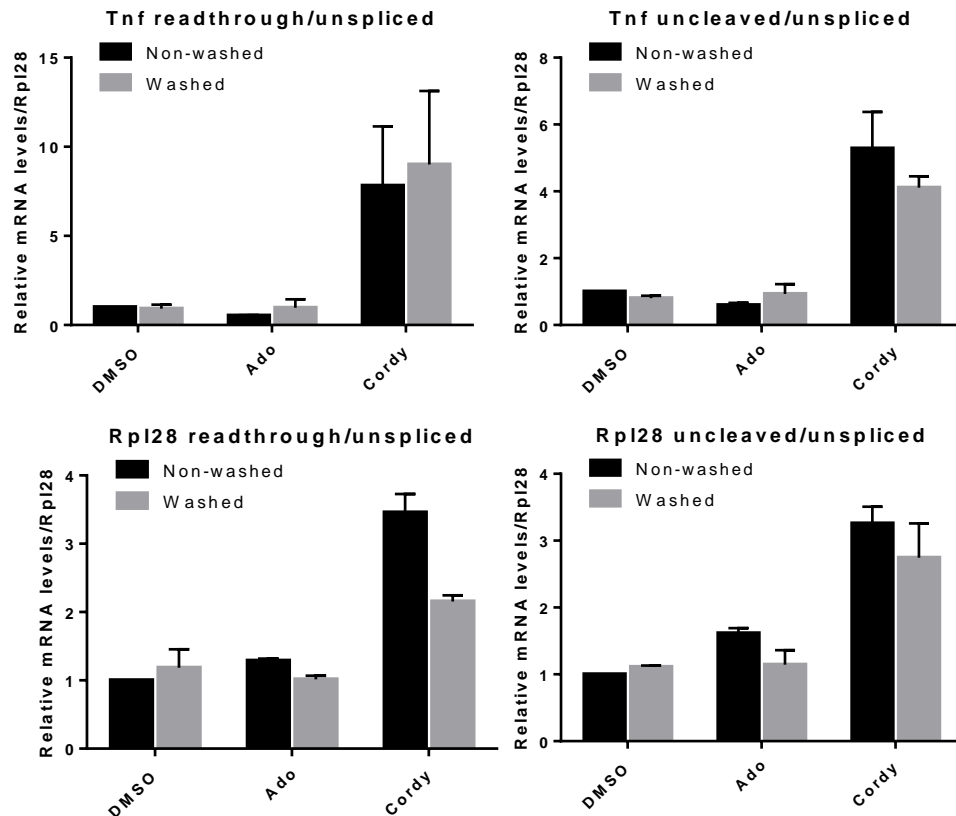 Tnf readthrough/unspliced
Non-washed
Washed
Relative mRNA levels/Rpl28
15
10
5
0
DMSO
Ado
Cordy
Tnf uncleaved/unspliced
Non-washed
Washed
Relative mRNA levels/Rpl28
8
6
4
2
0
DMSO
Ado
Cordy
Rpl28 readthrough/unspliced
Non-washed
Washed
Relative mRNA levels/Rpl28
4
3
2
1
0
DMSO
Ado
Cordy
Rpl28 uncleaved/unspliced
Non-washed
Washed
Relative mRNA levels/Rpl28
4
3
2
1
0
DMSO
Ado
Cordy